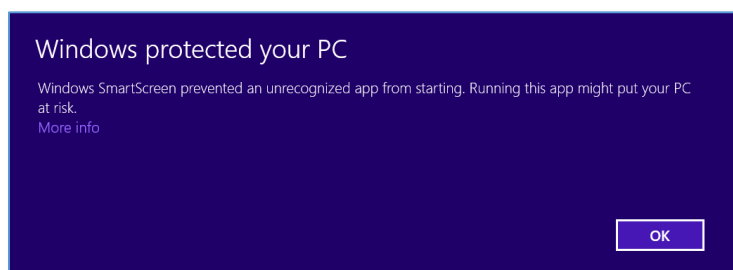 Windows protected your PC
Windows SmartScreen prevented an unrecognized app from starting. Running this app might put your PC
at risk.
More info
OK